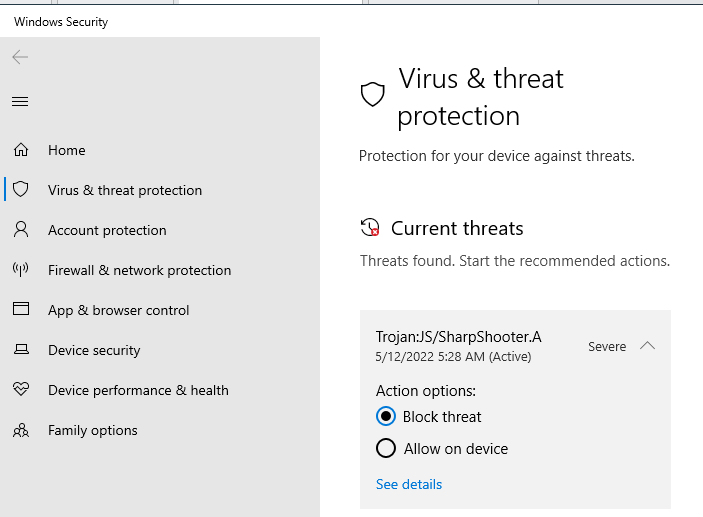 Windows Security
Home
Virus & threat protection
Account protection
Firewall & network protection
App & browser control
Device security
Device performance & health
Family options
Virus & threat
protection
Protection for your device against threats.
Current threats
Threats found. Start the recommended actions.
Trojan:JS/SharpShooter.A
5/12/2022 5:28 AM (Active)
Severe
Action options:
Block threat
Allow on device
See details